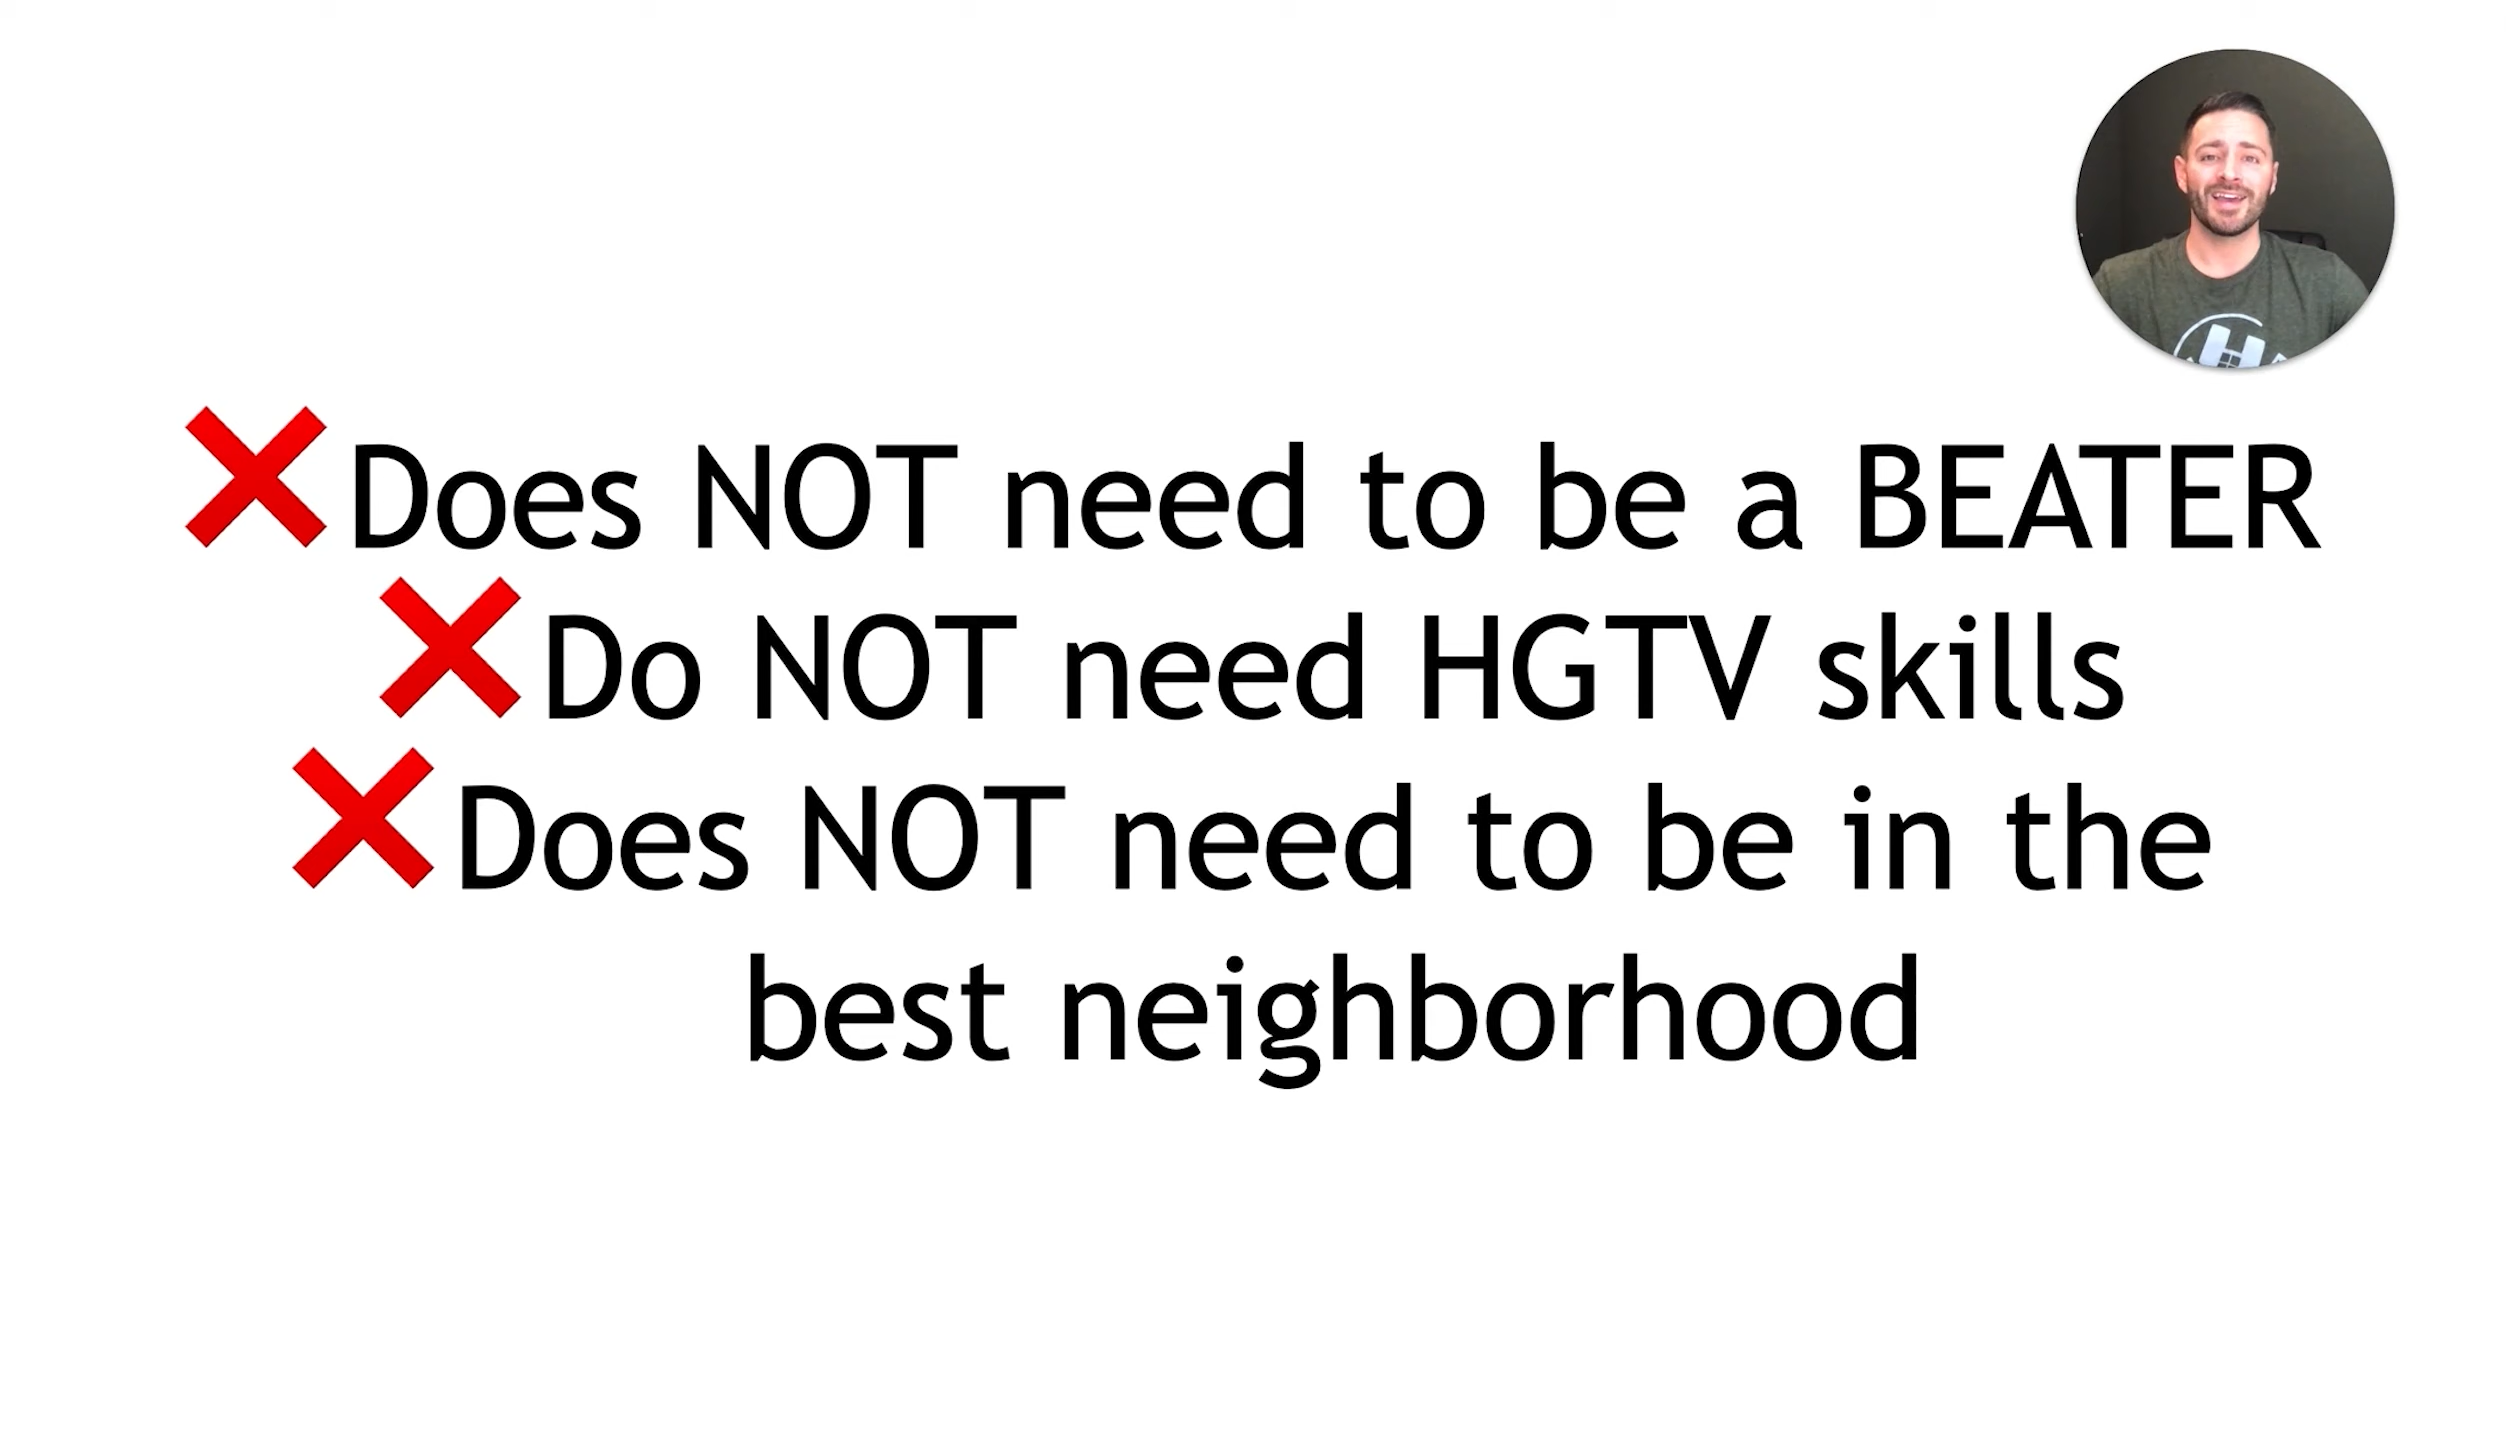 ❌Does NOT need to be a BEATER
❌Do NOT need HGTV skills
❌Does NOT need to be in the
best neighborhood
H